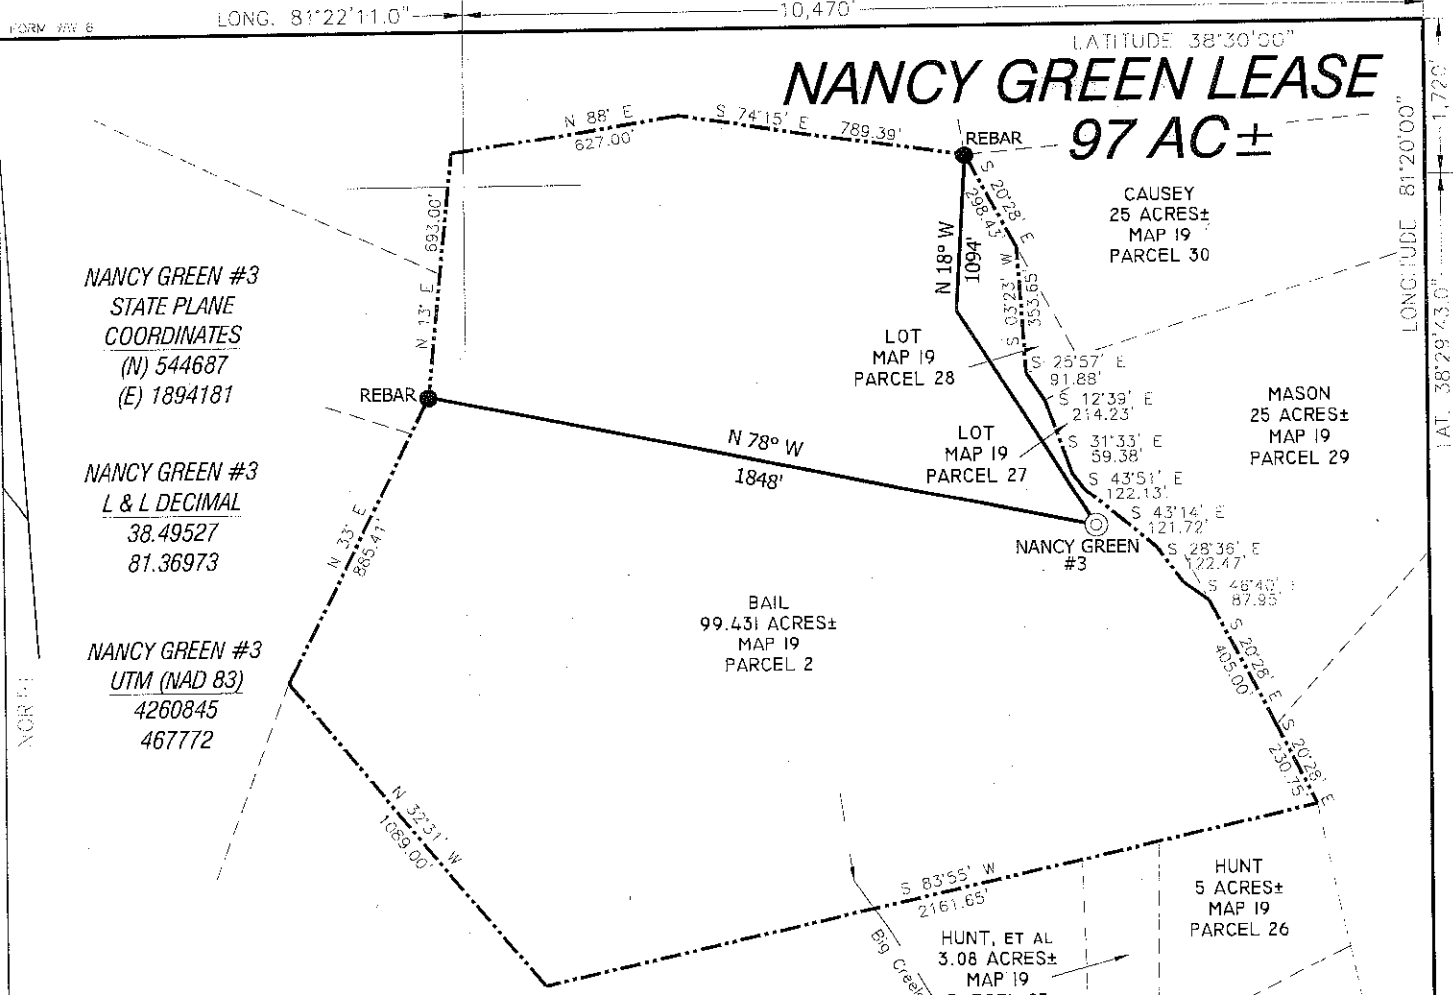 FORM WW 6
LONG. 81°22'11.0"
10,470'
LATITUDE 38°30'00"
NANCY GREEN LEASE
97 AC±
1,720'
LONGITUDE 81°20'00"
LAT. 38°29'43.0"
N 88° E
627.00'
S 74°15' E 789.39'
REBAR
CAUSEY
25 ACRES±
MAP 19
PARCEL 30
S 20°28' E
298.43'
N 18° W
1094'
S 03°23' W
353.65'
693.00'
N 13° E
NANCY GREEN #3
STATE PLANE
COORDINATES
(N) 544687
(E) 1894181
REBAR
LOT
MAP 19
PARCEL 28
S 25°57' E
91.88'
S 12°39' E
214.23'
MASON
25 ACRES±
MAP 19
PARCEL 29
N 78° W
1848'
LOT
MAP 19
PARCEL 27
S 31°33' E
59.38'
S 43°51' E
122.13'
S 43°14' E
121.72'
S 28°36' E
122.47'
S 46°40' E
87.95'
NANCY GREEN
#3
NANCY GREEN #3
L & L DECIMAL
38.49527
81.36973
N 33° E
885.41'
BAIL
99.431 ACRES±
MAP 19
PARCEL 2
S 20°28' E
405.00'
S 20°28' E
230.75'
NANCY GREEN #3
UTM (NAD 83)
4260845
467772
NORTH
N 32°31' W
1089.00'
S 83°55' W
2161.65'
Big Creek
HUNT
5 ACRES±
MAP 19
PARCEL 26
HUNT, ET AL
3.08 ACRES±
MAP 19